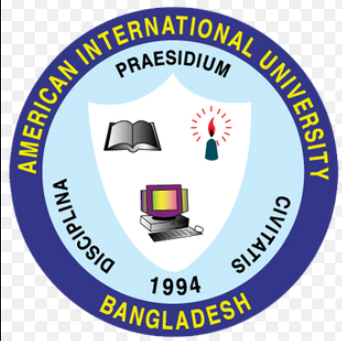 AMERICAN INTERNATIONAL UNIVERSITY
PRAESIDIUM
DISCIPLINA
CIVITATIS
1994
BANGLADESH